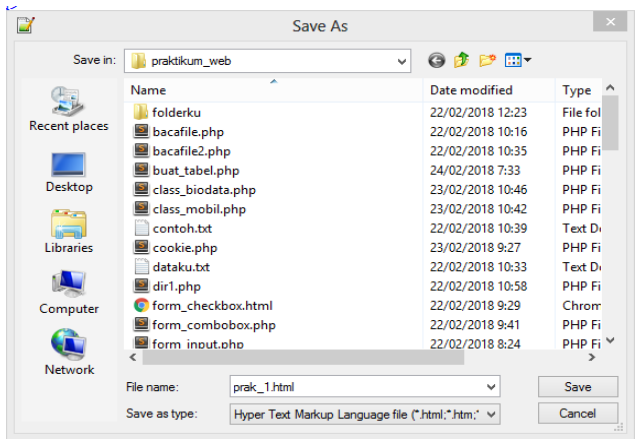 Save As
Save in: praktikum_web
Name Date modified Type
folderku 22/02/2018 12:23 File fol
bacafile.php 22/02/2018 10:16 PHP Fi
bacafile2.php 22/02/2018 10:35 PHP Fi
buat_tabel.php 24/02/2018 7:33 PHP Fi
class_biodata.php 23/02/2018 10:46 PHP Fi
class_mobil.php 23/02/2018 10:42 PHP Fi
contoh.txt 22/02/2018 10:39 Text D
cookie.php 23/02/2018 9:27 PHP Fi
dataku.txt 22/02/2018 10:33 Text D
dir1.php 22/02/2018 10:58 PHP Fi
form_checkbox.html 22/02/2018 9:29 Chrom
form_combobox.php 22/02/2018 9:41 PHP Fi
form_input.php 22/02/2018 8:24 PHP Fi
Recent places
Desktop
Libraries
Computer
Network
File name: prak_1.html Save
Save as type: Hyper Text Markup Language file (*.html;*.htm;* Cancel